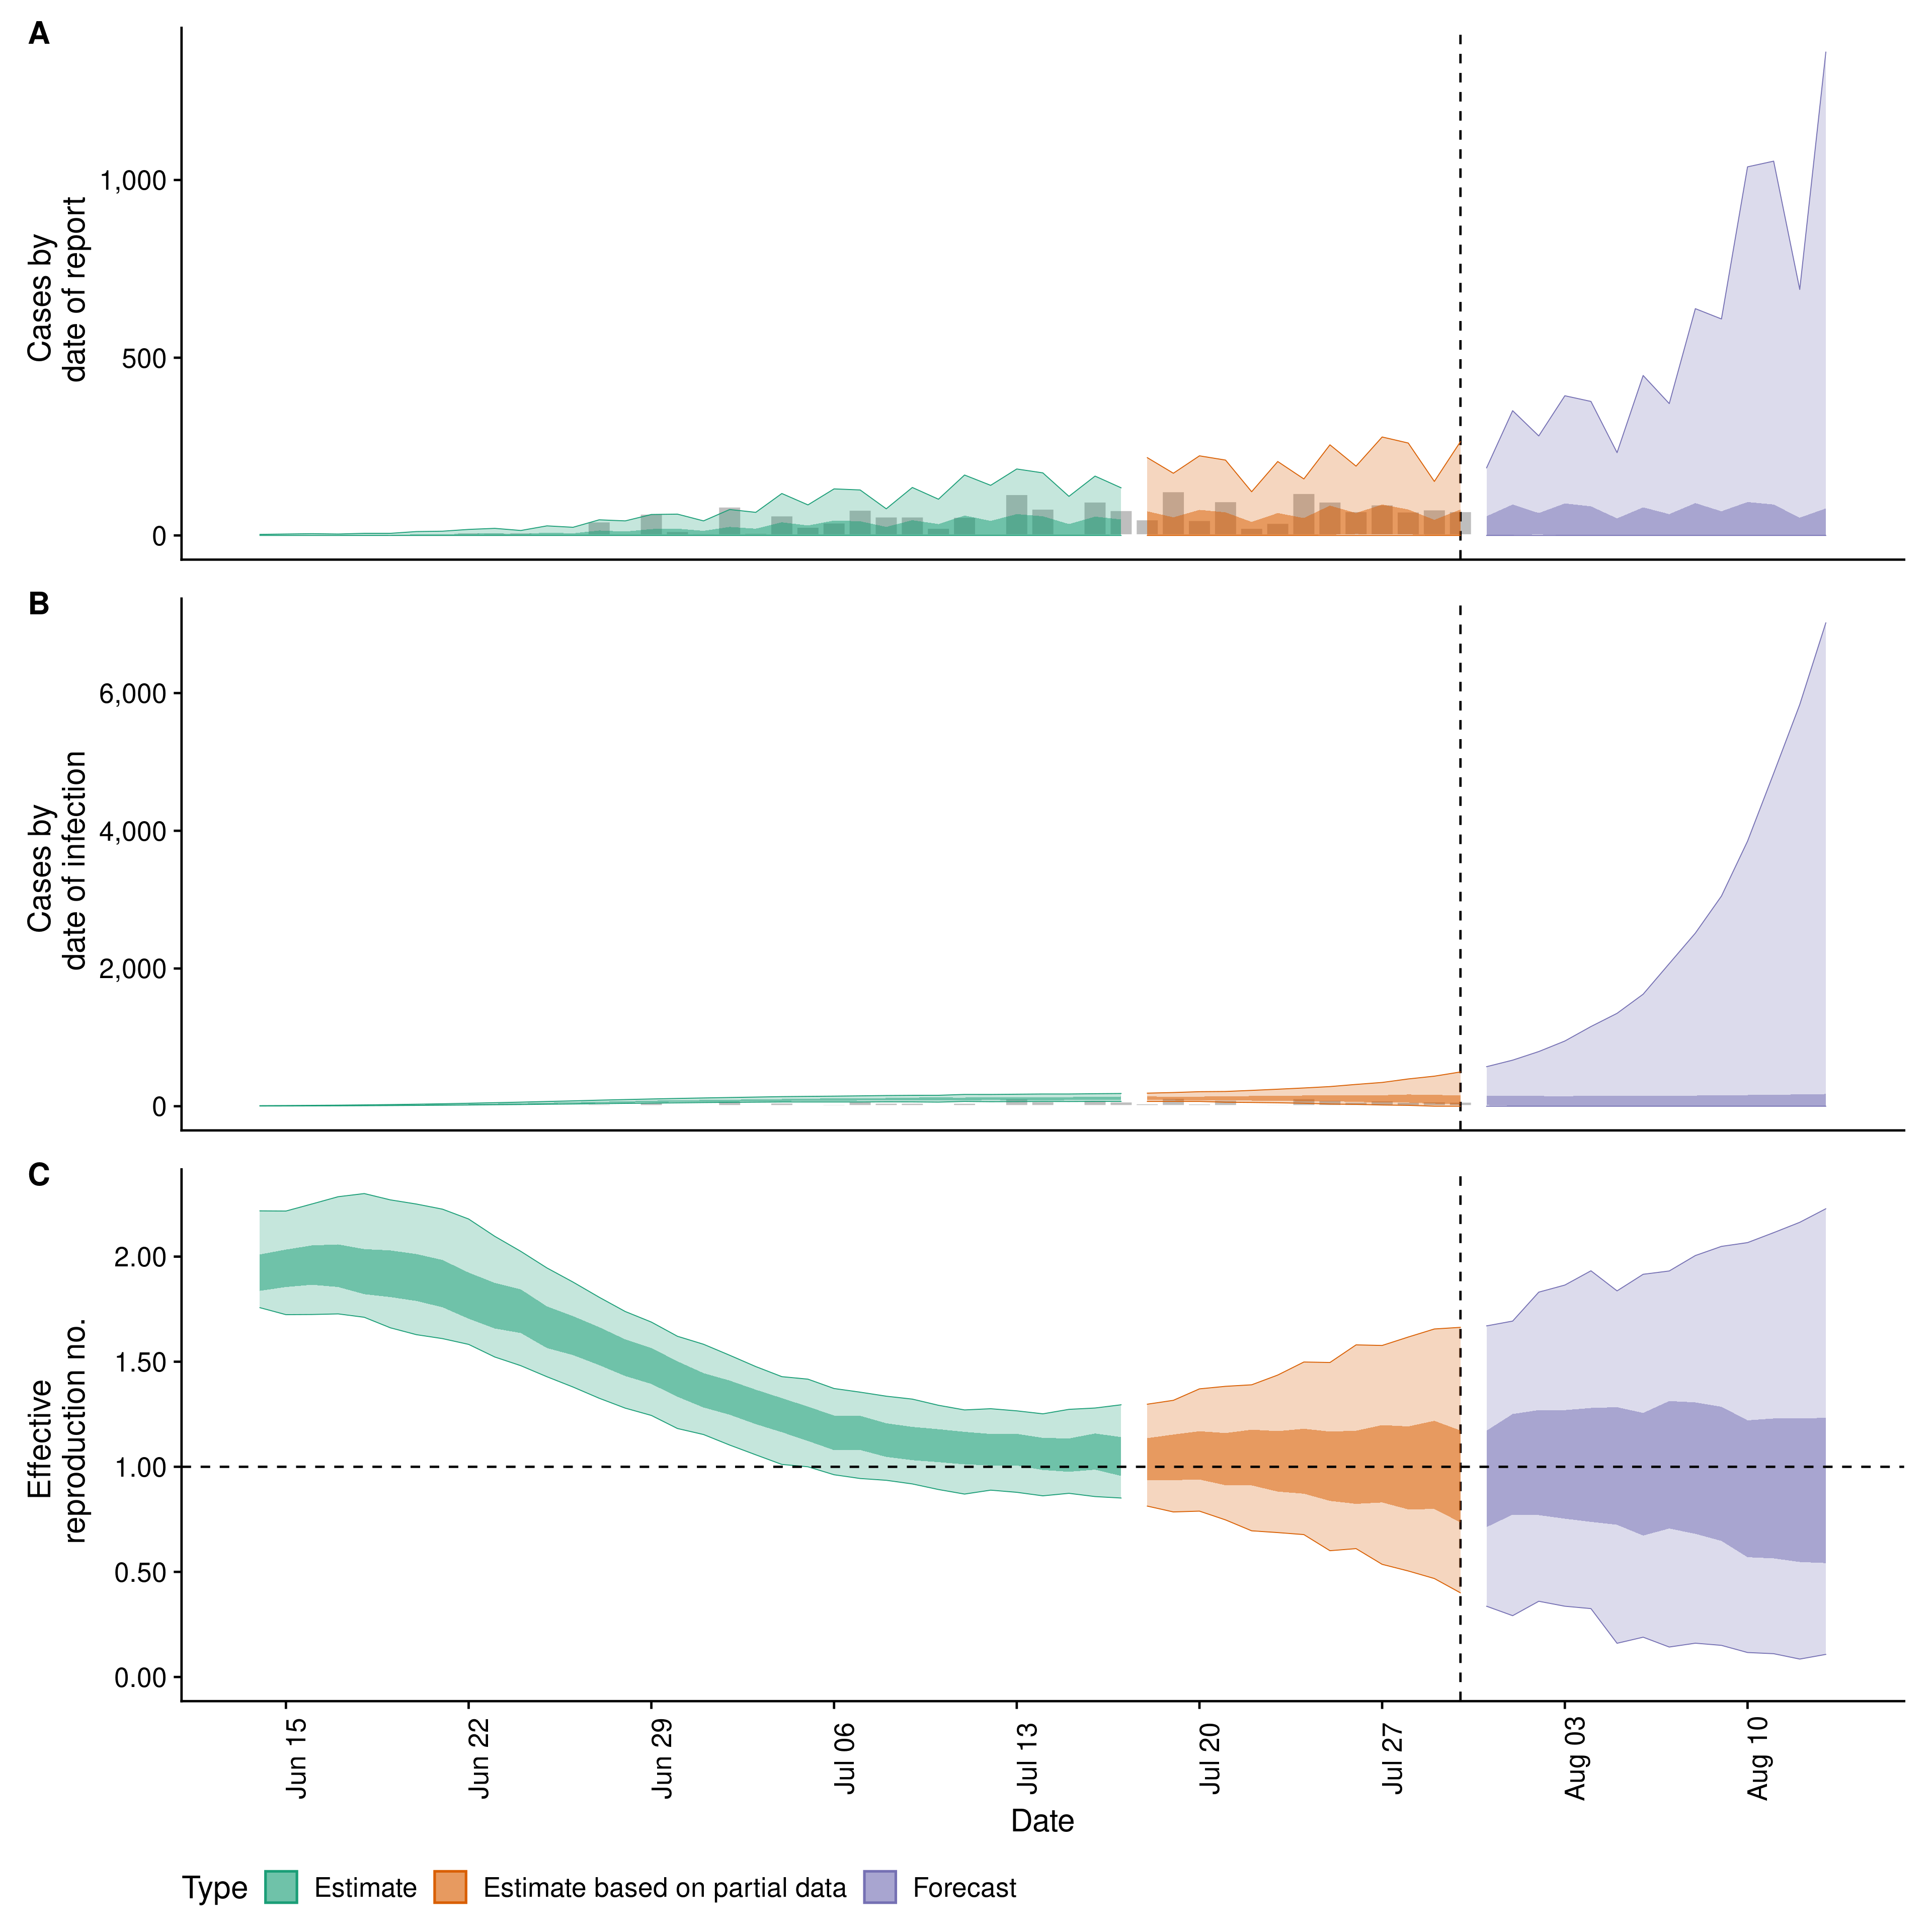 A
Cases by
date of report
1,000
500
0
B
Cases by
date of infection
6,000
4,000
2,000
0
C
Effective
reproduction no.
2.00
1.50
1.00
0.50
0.00
Jun 15
Jun 22
Jun 29
Jul 06
Jul 13
Jul 20
Jul 27
Aug 03
Aug 10
Date
Type Estimate Estimate based on partial data Forecast